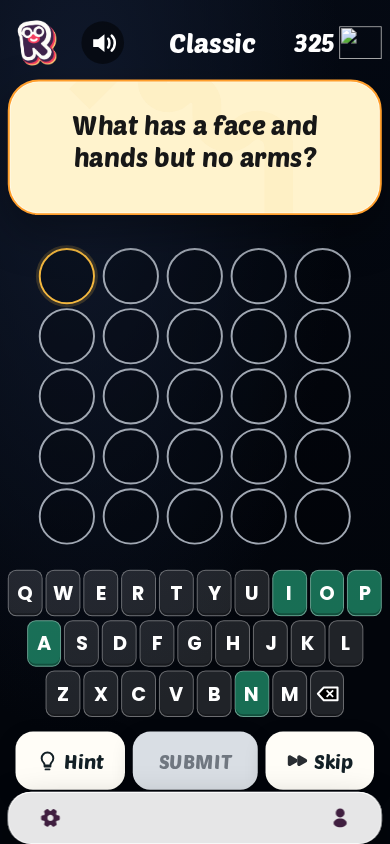 Classic
325
What has a face and
hands but no arms?
Q W E R T Y U I O P
A S D F G H J K L
Z X C V B N M
Hint SUBMIT Skip